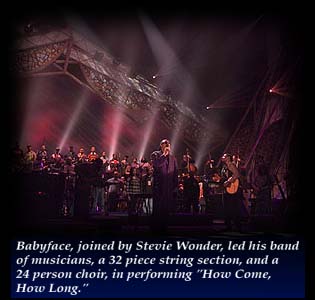 Babyface, joined by Stevie Wonder, led his band
of musicians, a 32 piece string section, and a
24 person choir, in performing "How Come,
How Long."